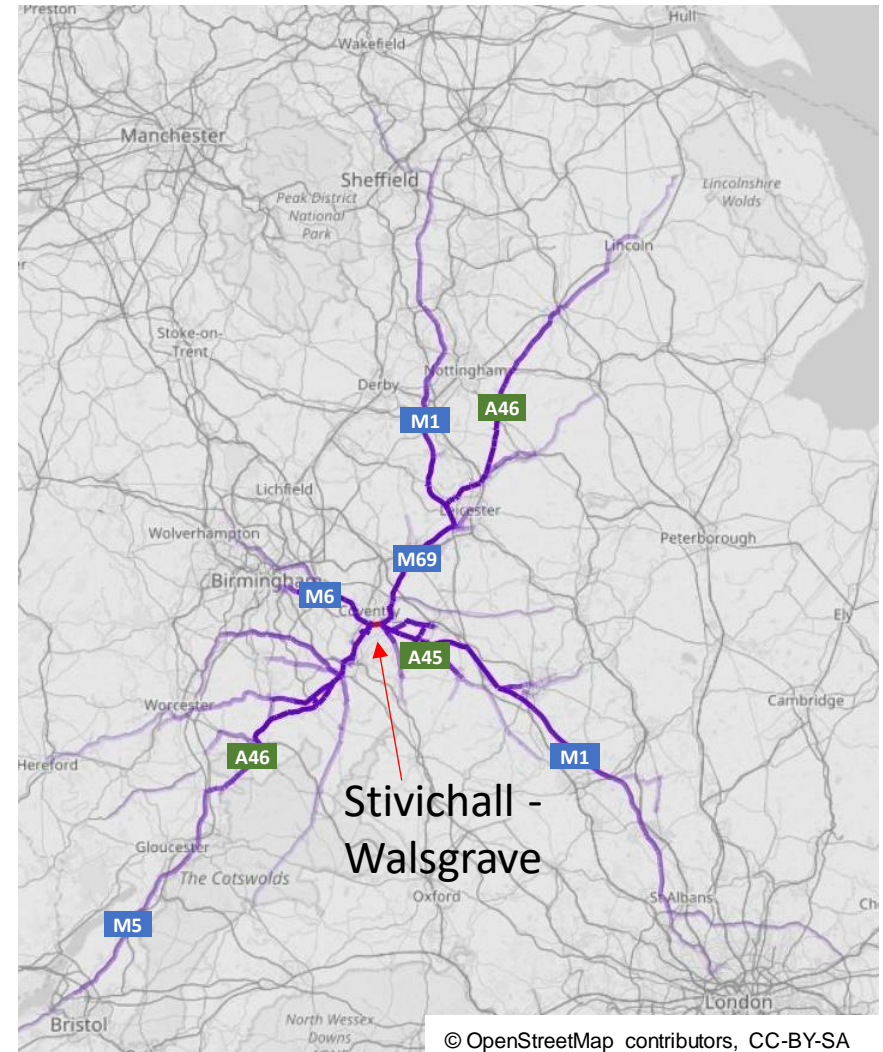 Preston
Hull
Wakefield
Manchester
Sheffield
Peak District
National
Park
Lincolnshire
Wolds
Lincoln
Stoke-on-
Trent
Nottingham
Derby
M1
A46
Lichfield
Leicester
Wolverhampton
Peterborough
M69
Birmingham
M6
Coventry
Ely
A45
Worcester
Cambridge
A46
M1
Hereford
Stivichall -
Walsgrave
Gloucester
The Cotswolds
Oxford
St Albans
Ch
M5
London
Bristol
North Wessex
Downs
© OpenStreetMap contributors, CC-BY-SA